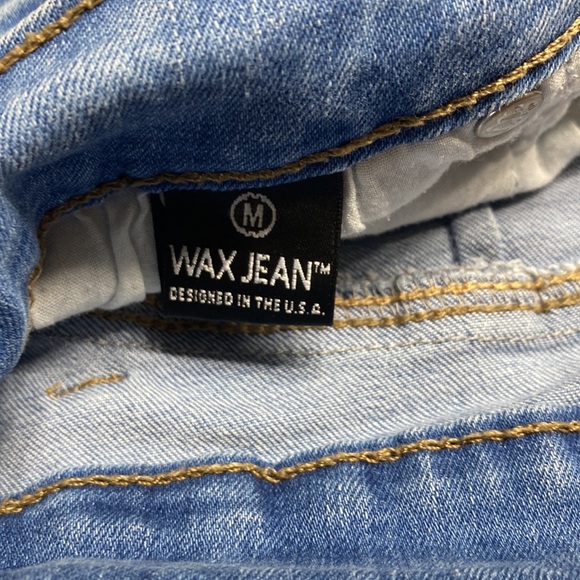 M
WAX JEAN™
DESIGNED IN THE U.S.A.